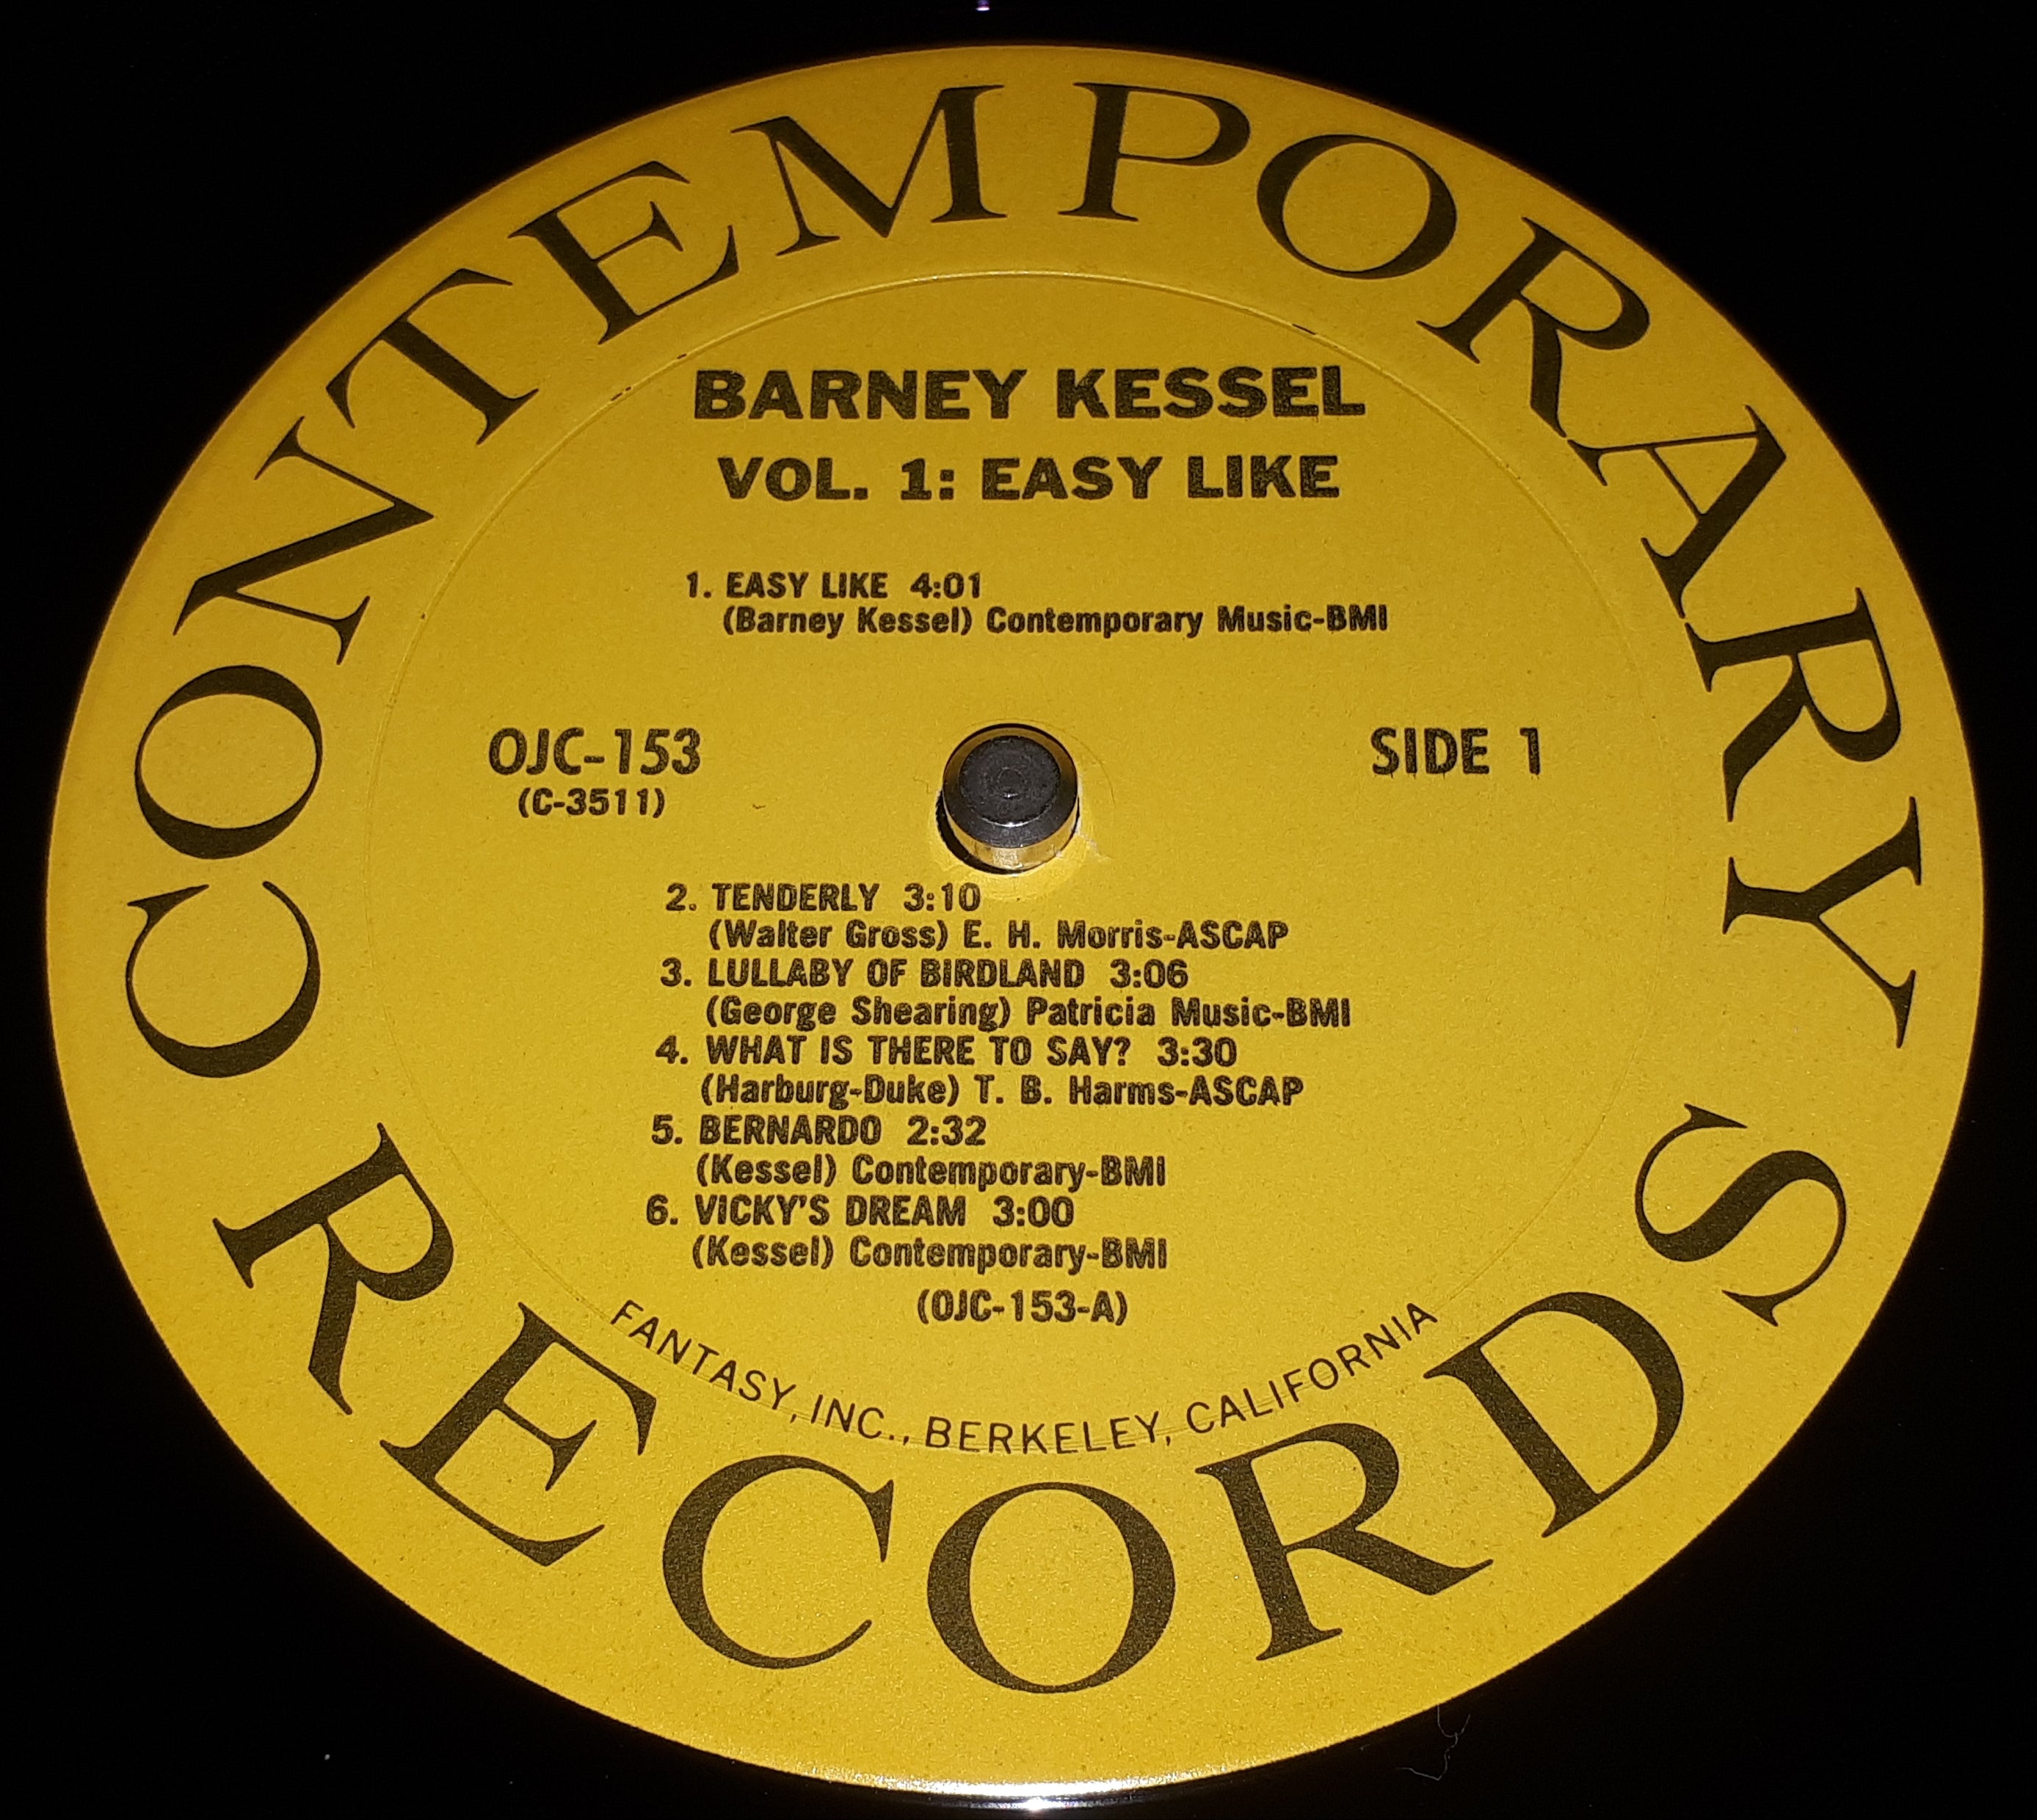 CONTEMPORARY RECORDS
BARNEY KESSEL
VOL. 1: EASY LIKE
1. EASY LIKE 4:01
(Barney Kessel) Contemporary Music-BMI
OJC-153
(C-3511)
SIDE 1
2. TENDERLY 3:10
(Walter Gross) E. H. Morris-ASCAP
3. LULLABY OF BIRDLAND 3:06
(George Shearing) Patricia Music-BMI
4. WHAT IS THERE TO SAY? 3:30
(Harburg-Duke) T. B. Harms-ASCAP
5. BERNARDO 2:32
(Kessel) Contemporary-BMI
6. VICKY'S DREAM 3:00
(Kessel) Contemporary-BMI
(OJC-153-A)
FANTASY, INC., BERKELEY, CALIFORNIA